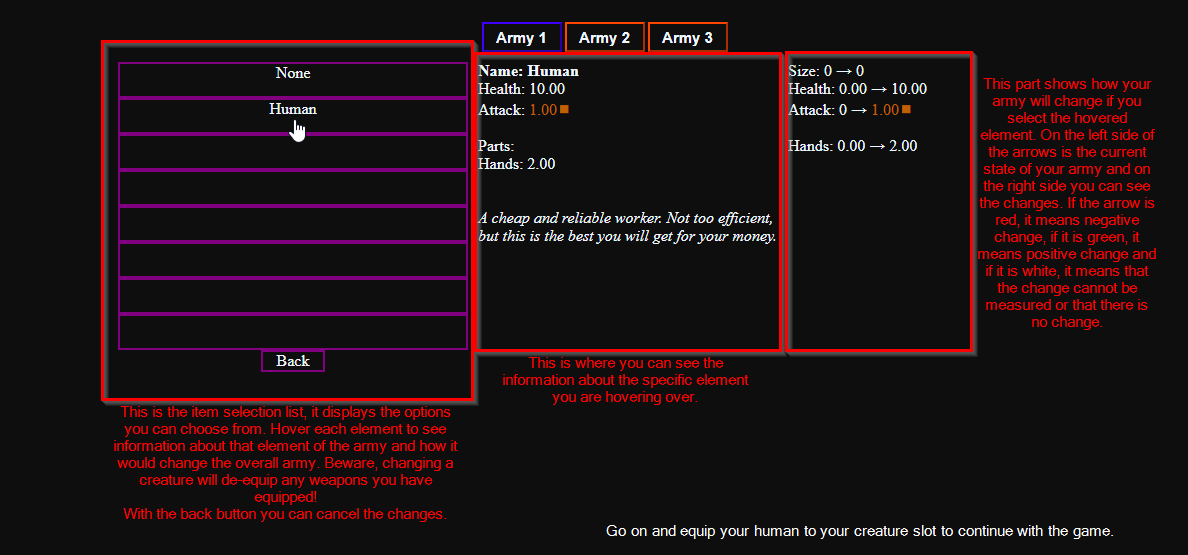 Army 1 Army 2 Army 3
None
Human
Back
Name: Human
Health: 10.00
Attack: 1.00
Parts:
Hands: 2.00
A cheap and reliable worker. Not too efficient,
but this is the best you will get for your money.
Size: 0 → 0
Health: 0.00 → 10.00
Attack: 0 → 1.00
Hands: 0.00 → 2.00
This part shows how your
army will change if you
select the hovered
element. On the left side of
the arrows is the current
state of your army and on
the right side you can see
the changes. If the arrow is
red, it means negative
change, if it is green, it
means positive change and
if it is white, it means that
the change cannot be
measured or that there is
no change.
This is where you can see the
information about the specific element
you are hovering over.
This is the item selection list, it displays the options
you can choose from. Hover each element to see
information about that element of the army and how it
would change the overall army. Beware, changing a
creature will de-equip any weapons you have
equipped!
With the back button you can cancel the changes.
Go on and equip your human to your creature slot to continue with the game.